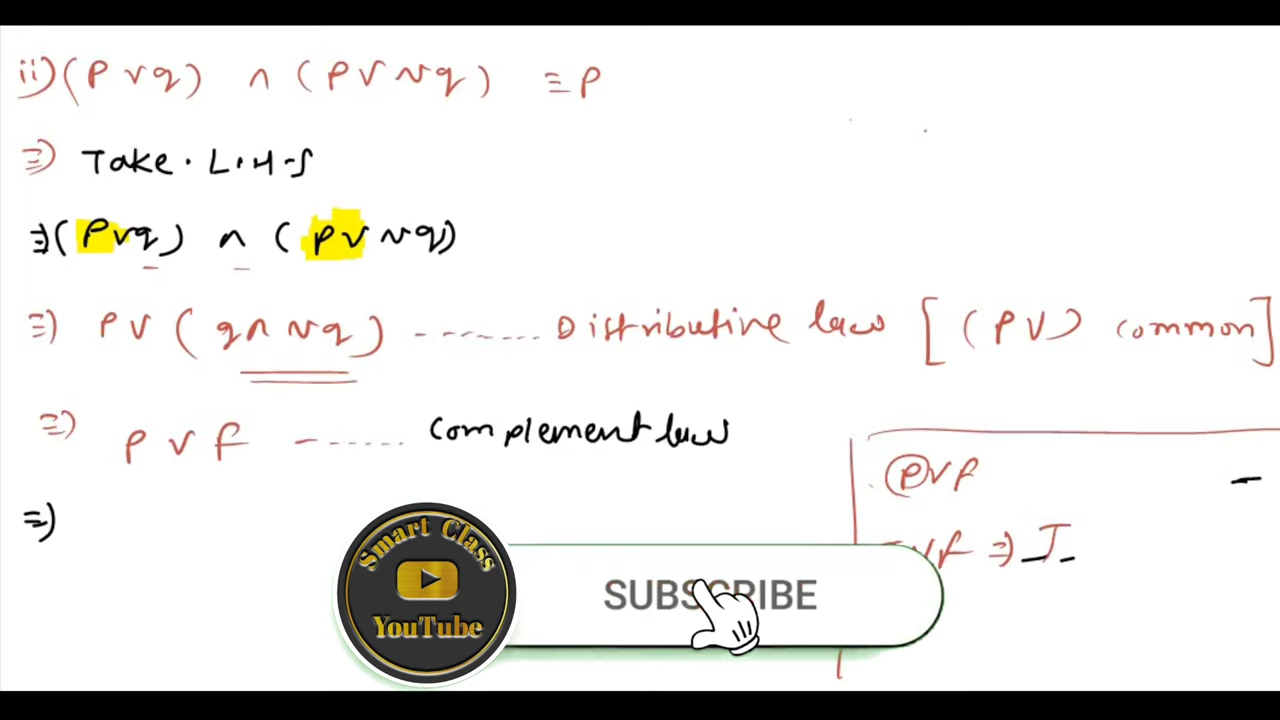 ii) (p ∨ q) ∧ (p ∨ ~q) ≡ p
⇒ Take. L.H-S
⇒ (p ∨ q) ∧ (p ∨ ~q)
⇒ p ∨ (q ∧ ~q) ------- Distributive law [(p ∨) common]
⇒ p ∨ f ------ complement law
p ∨ f
∨ f ⇒ T
⇒
Smart Class
YouTube
SUBSCRIBE